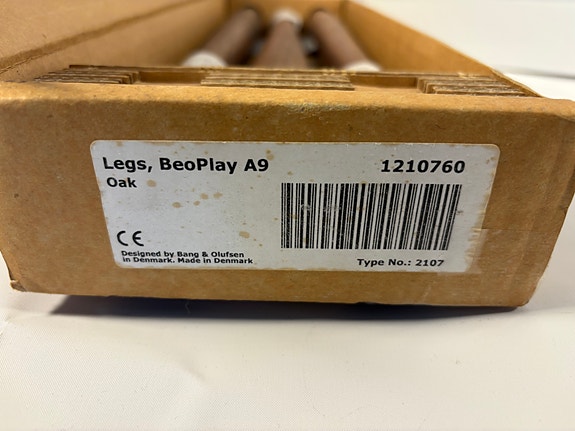 Legs, BeoPlay A9 1210760
Oak
CE
Designed by Bang & Olufsen
in Denmark. Made in Denmark
Type No.: 2107